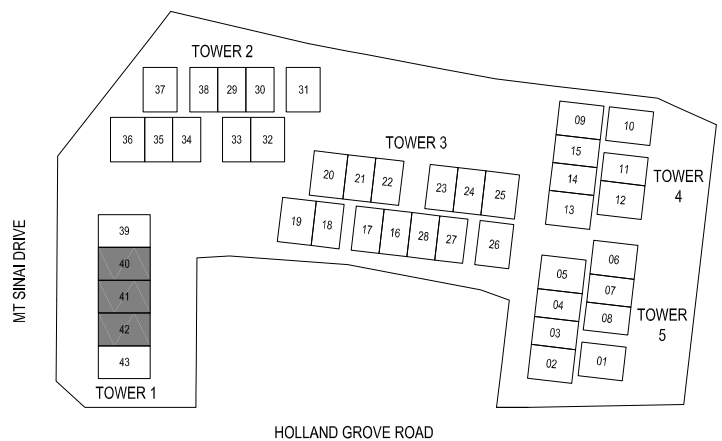 TOWER 2
37 38 29 30 31
36 35 34 33 32
TOWER 3
20 21 22 23 24 25
19 18 17 16 28 27 26
09 10
15
14 11
13 12
TOWER
4
39
40
41
42
43
TOWER 1
05 06
04 07
03 08
02 01
TOWER
5
MT SINAI DRIVE
HOLLAND GROVE ROAD